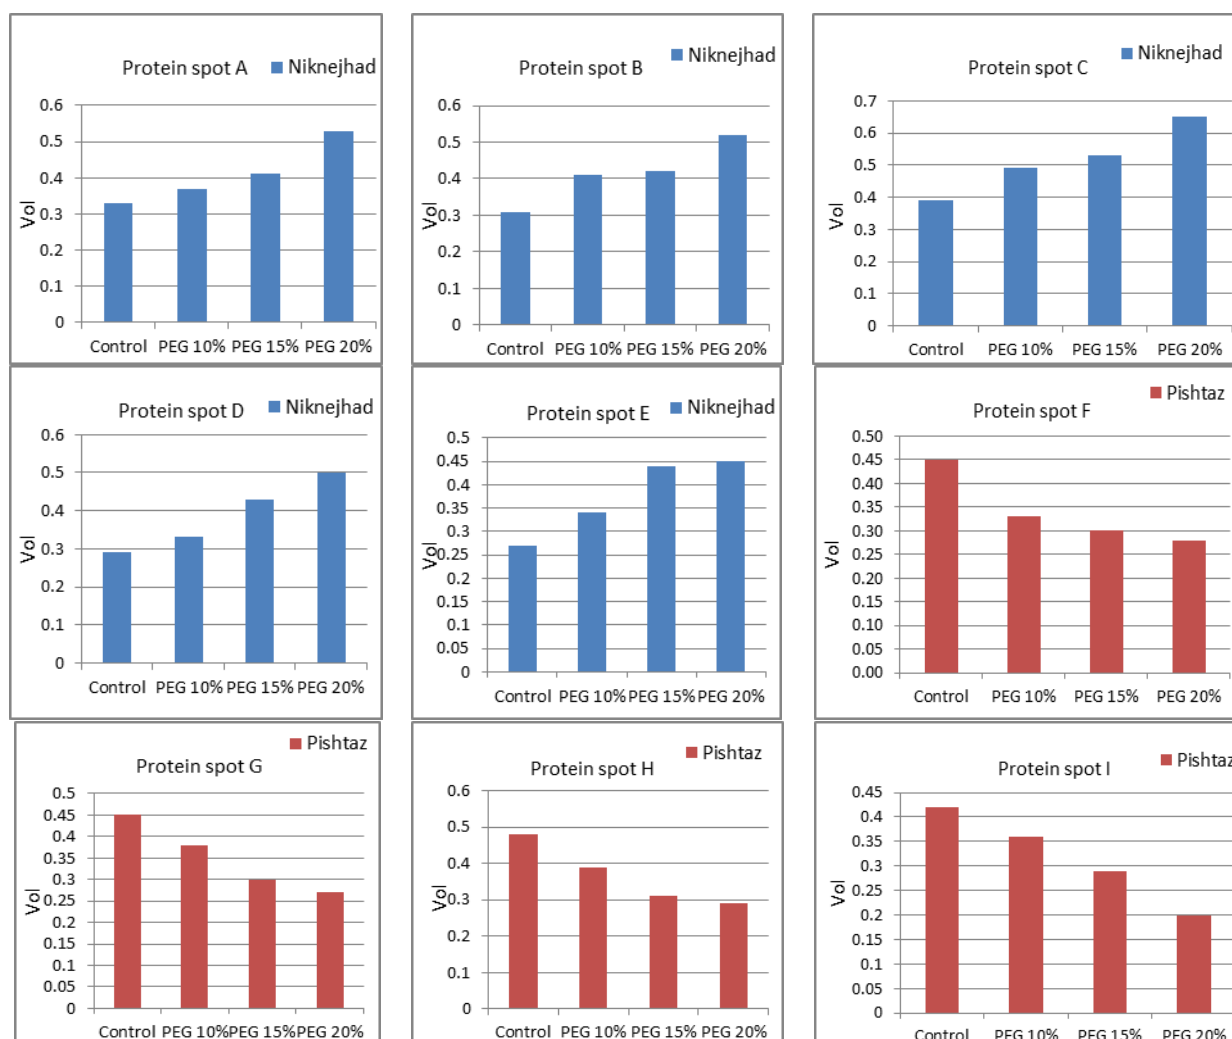 Protein spot A
Niknejhad
Vol
0.6
0.5
0.4
0.3
0.2
0.1
0
Control PEG 10% PEG 15% PEG 20%
Protein spot B
Niknejhad
Vol
0.6
0.5
0.4
0.3
0.2
0.1
0
Control PEG 10% PEG 15% PEG 20%
Protein spot C
Niknejhad
Vol
0.7
0.6
0.5
0.4
0.3
0.2
0.1
0
Control PEG 10% PEG 15% PEG 20%
Protein spot D
Niknejhad
Vol
0.6
0.5
0.4
0.3
0.2
0.1
0
Control PEG 10% PEG 15% PEG 20%
Protein spot E
Niknejhad
Vol
0.5
0.45
0.4
0.35
0.3
0.25
0.2
0.15
0.1
0.05
0
Control PEG 10% PEG 15% PEG 20%
Protein spot F
Pishtaz
Vol
0.50
0.45
0.40
0.35
0.30
0.25
0.20
0.15
0.10
0.05
0.00
Control PEG 10% PEG 15% PEG 20%
Protein spot G
Pishtaz
Vol
0.5
0.45
0.4
0.35
0.3
0.25
0.2
0.15
0.1
0.05
0
Control PEG 10% PEG 15% PEG 20%
Protein spot H
Pishtaz
Vol
0.6
0.5
0.4
0.3
0.2
0.1
0
Control PEG 10% PEG 15% PEG 20%
Protein spot I
Pishtaz
Vol
0.45
0.4
0.35
0.3
0.25
0.2
0.15
0.1
0.05
0
Control PEG 10% PEG 15% PEG 20%